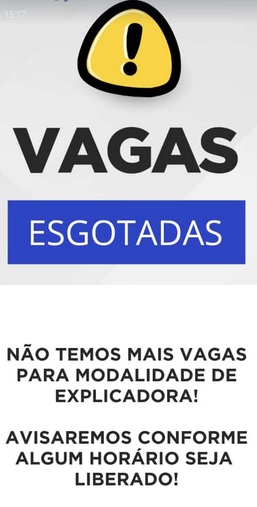 15:17
VAGAS
ESGOTADAS
NÃO TEMOS MAIS VAGAS
PARA MODALIDADE DE
EXPLICADORA!
AVISAREMOS CONFORME
ALGUM HORÁRIO SEJA
LIBERADO!